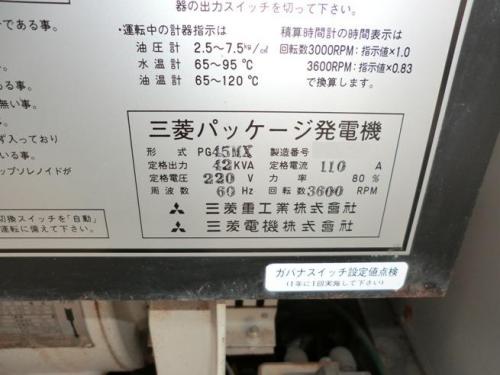 器の出力スイッチを切って下さい。
である事。
・運転中の計器指示は
油圧計 2.5～7.5kg/㎠
水温計 65～95℃
油温計 65～120℃
積算時間計の時間表示は
回転数3000RPM:指示値×1.0
3600RPM:指示値×0.83
で換算します。
る事。
無い事。
ず入っており
いる事。
ップソレノイドが
切換スイッチを「自動」
運転に備えて下さい。
三菱パッケージ発電機
形式 PG45MX 製造番号
定格出力 42KVA 定格電流 110 A
定格電圧 220 V 力率 80%
周波数 60 Hz 回転数 3600 RPM
三菱重工業株式會社
三菱電機株式會社
ガバナスイッチ設定値点検
(1年に1回実施して下さい)